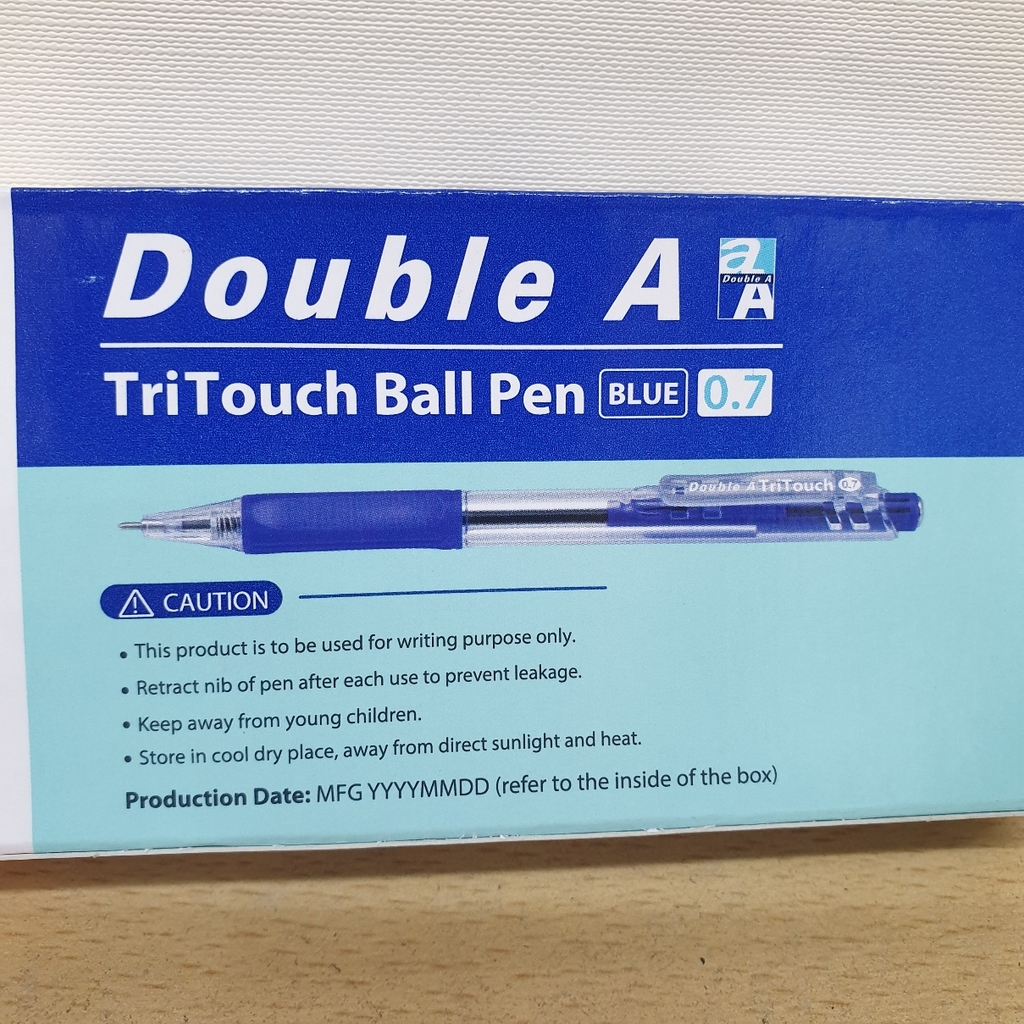 Double A
a
Double A
A
TriTouch Ball Pen BLUE 0.7
Double A TriTouch 0.7
CAUTION
• This product is to be used for writing purpose only.
• Retract nib of pen after each use to prevent leakage.
• Keep away from young children.
• Store in cool dry place, away from direct sunlight and heat.
Production Date: MFG YYYYMMDD (refer to the inside of the box)